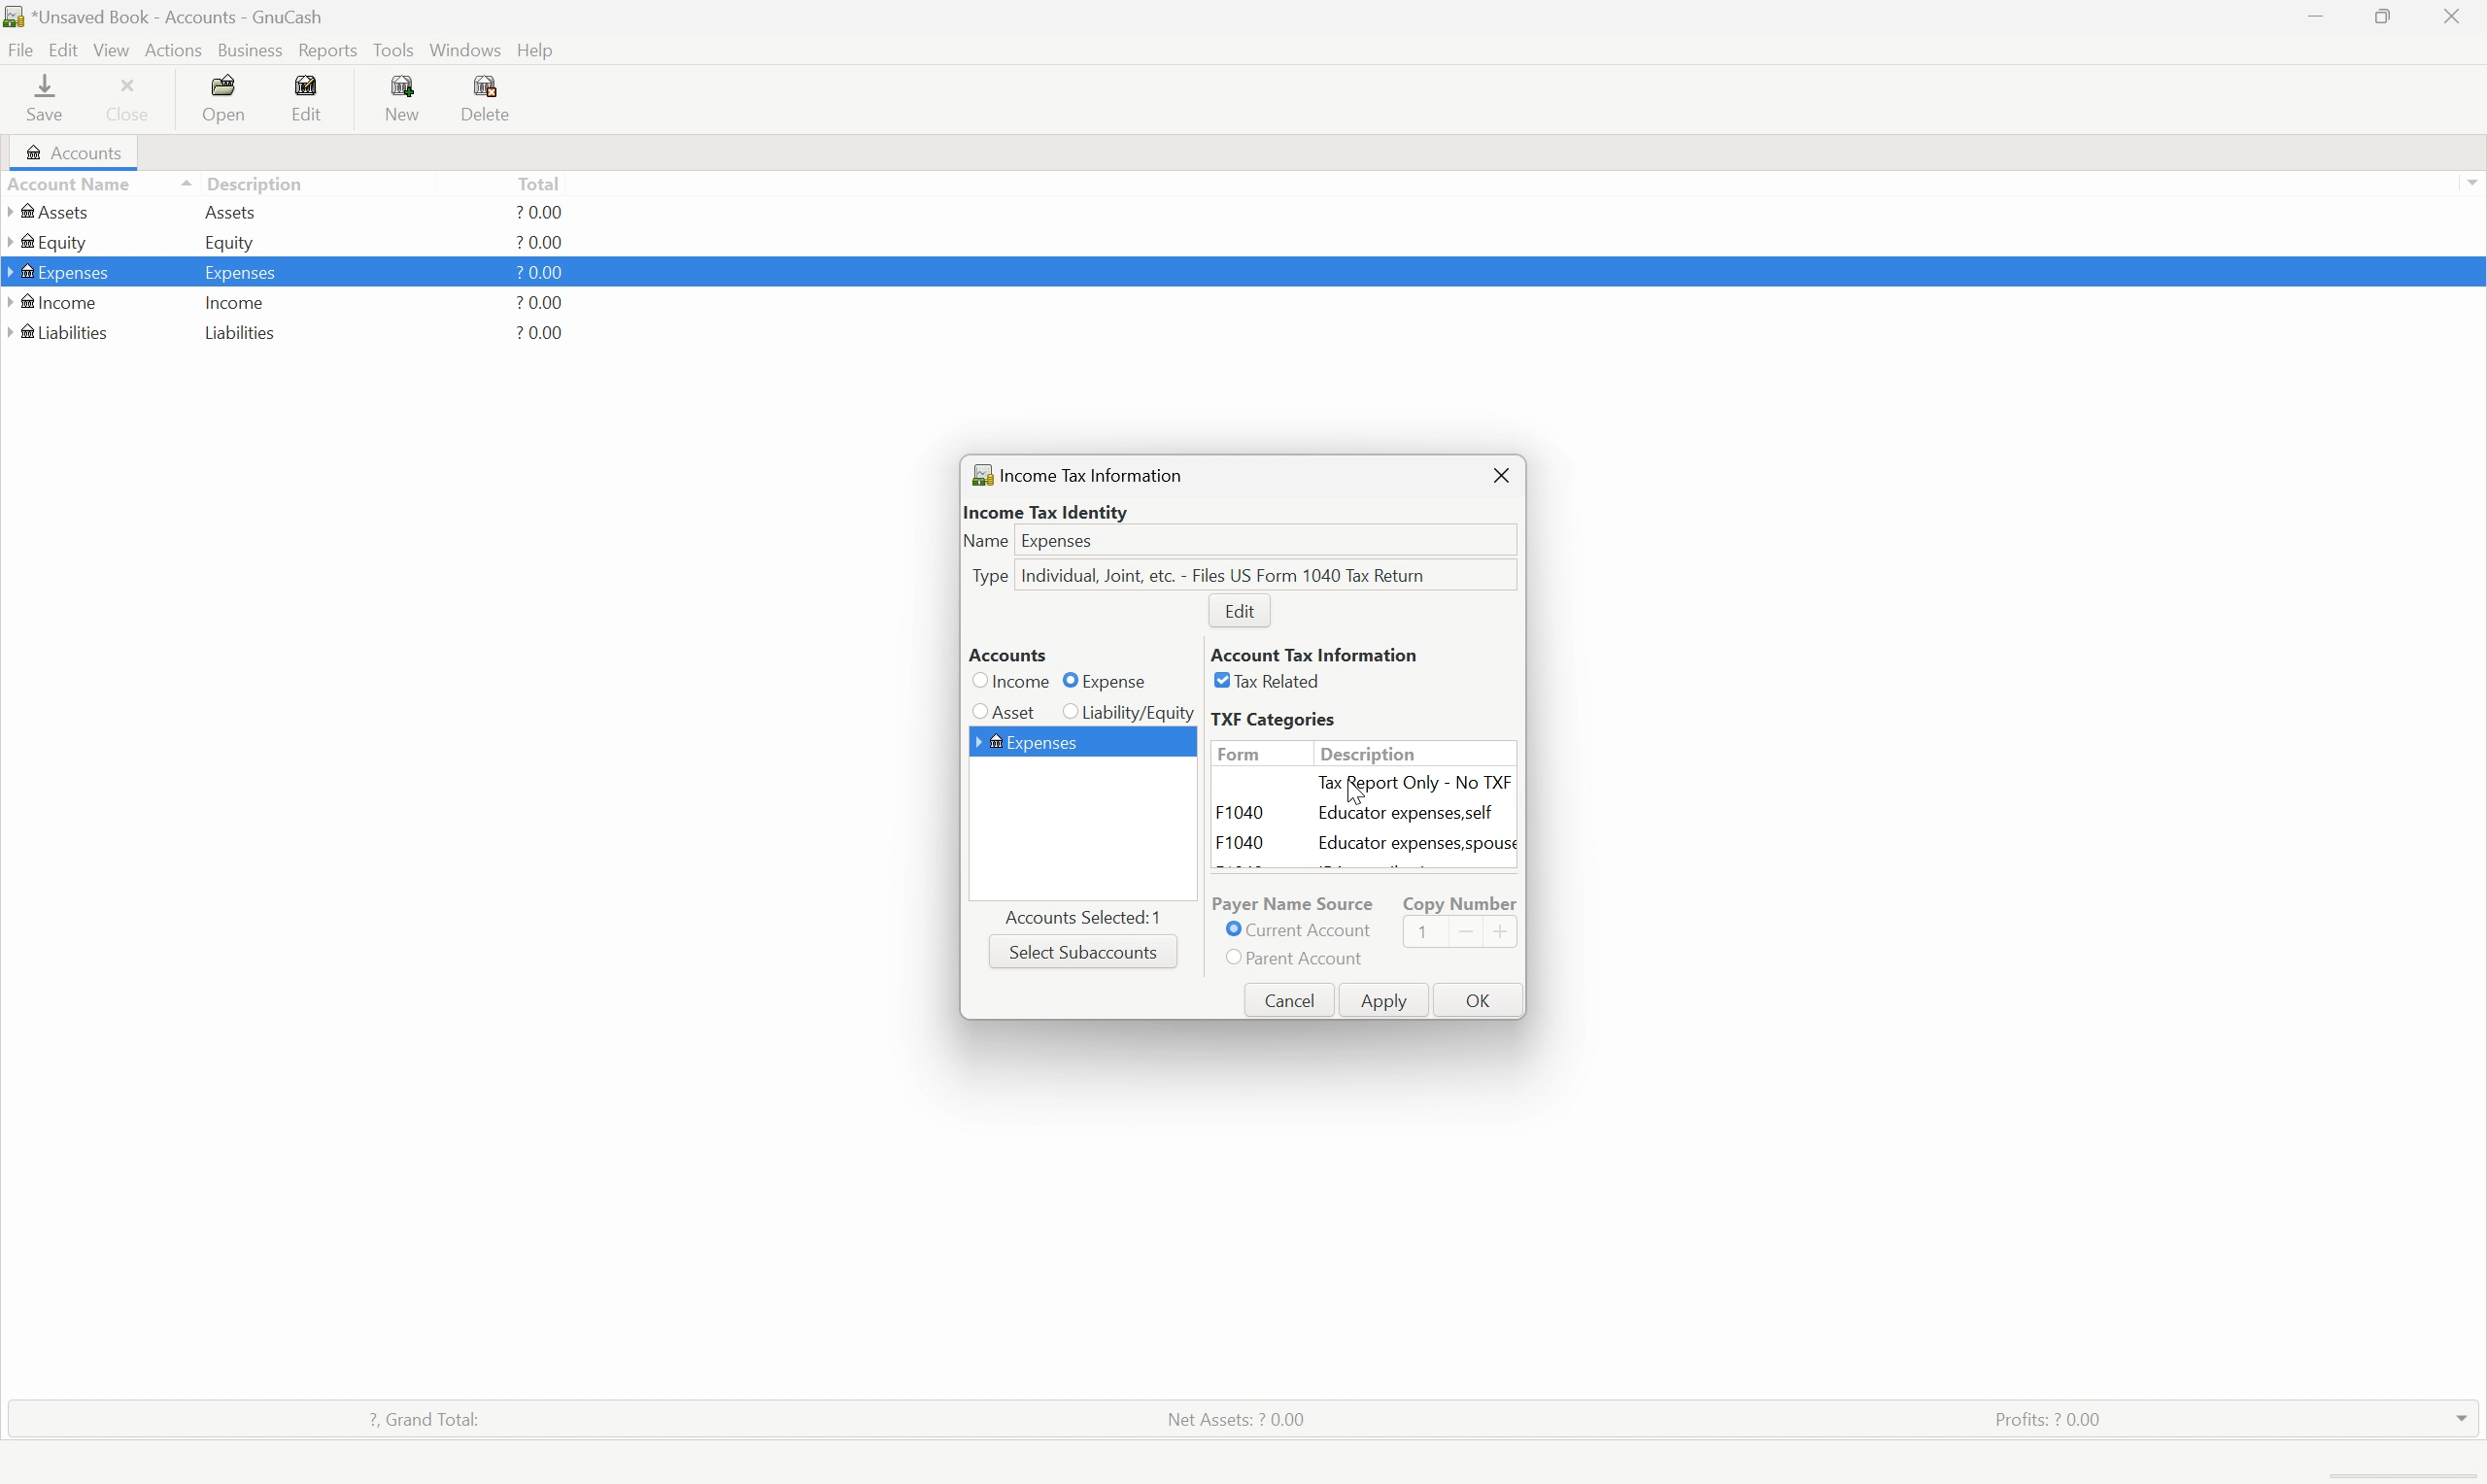 *Unsaved Book - Accounts - GnuCash
File Edit View Actions Business Reports Tools Windows Help
Save Close Open Edit New Delete
Accounts
Account Name Description Total
Assets Assets ? 0.00
Equity Equity ? 0.00
Expenses Expenses ? 0.00
Income Income ? 0.00
Liabilities Liabilities ? 0.00
Income Tax Information
Income Tax Identity
Name Expenses
Type Individual, Joint, etc. - Files US Form 1040 Tax Return
Edit
Accounts
Income Expense
Asset Liability/Equity
Expenses
Accounts Selected: 1
Select Subaccounts
Account Tax Information
Tax Related
TXF Categories
Form Description
Tax Report Only - No TXF
F1040 Educator expenses,self
F1040 Educator expenses,spouse
Payer Name Source Copy Number
Current Account 1
Parent Account
Cancel Apply OK
?, Grand Total: Net Assets: ? 0.00 Profits: ? 0.00